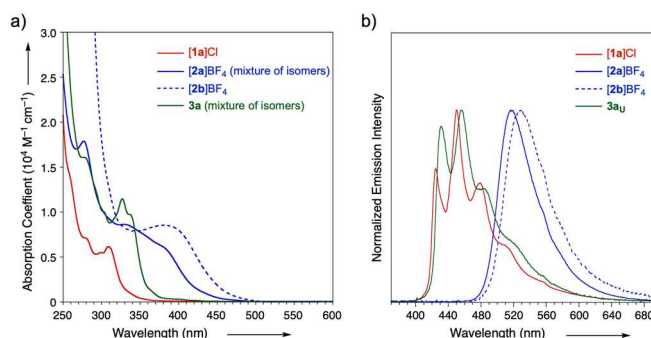 a)
Absorption Coefficient (10⁴ M⁻¹ cm⁻¹)
3.0
2.5
2.0
1.5
1.0
0.5
0
250 300 350 400 450 500 550 600
Wavelength (nm)
[1a]Cl
[2a]BF₄ (mixture of isomers)
[2b]BF₄
3a (mixture of isomers)
b)
Normalized Emission Intensity
400 440 480 520 560 600 640 680
Wavelength (nm)
[1a]Cl
[2a]BF₄
[2b]BF₄
3aU